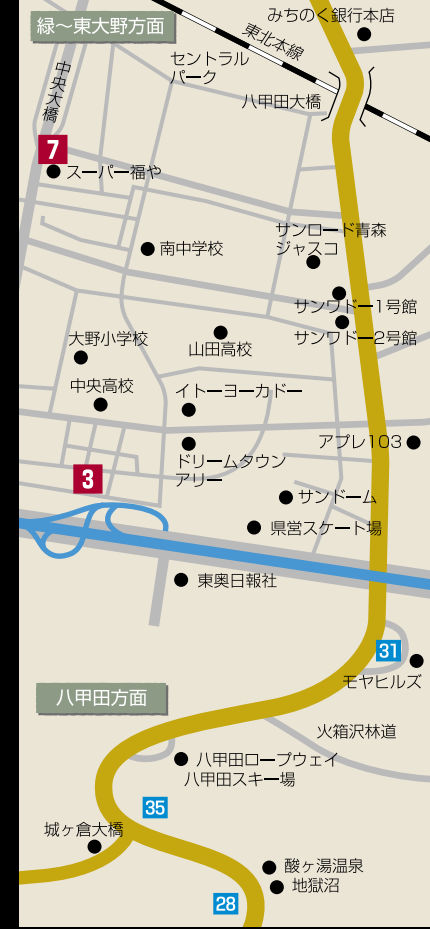 みちのく銀行本店
緑〜東大野方面
東北本線
セントラル
パーク
中央大橋
八甲田大橋
7
スーパー福や
サンロード青森
ジャスコ
南中学校
サンワドー1号館
サンワドー2号館
大野小学校
山田高校
中央高校
イトーヨーカドー
アプレ103
ドリームタウン
アリー
3
サンドーム
県営スケート場
東奥日報社
31
モヤヒルズ
八甲田方面
火箱沢林道
八甲田ロープウェイ
八甲田スキー場
35
城ヶ倉大橋
酸ヶ湯温泉
地獄沼
28